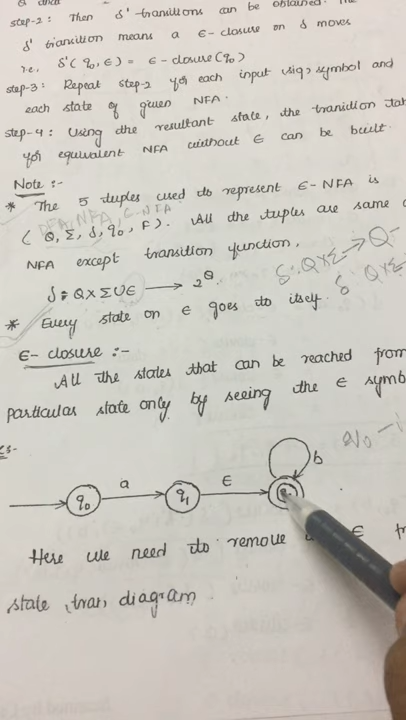 step-2: Then δ' transitions can be obtained. The
δ' transition means a ε-closure on δ moves
i.e., δ'(q0, ε) = ε-closure(q0)
step-3: Repeat step-2 for each input symbol and
each state of given NFA.
step-4: Using the resultant state, the transition
for equivalent NFA without ε can be built.
Note :-
* The 5 tuples used to represent ε-NFA is
DFA, NFA, ε-NFA
(Q, Σ, δ, q0, F). All the tuples are same
NFA except transition function,
δ: Q×Σ → Q
δ: Q×Σ∪ε → 2^Q
δ Q×Σ
* Every state on ε goes to itself.
ε-closure :-
All the states that can be reached from
particular state only by seeing the ε symb
q0 a q1 ε b
Here we need to remove ε
state tran, diagram